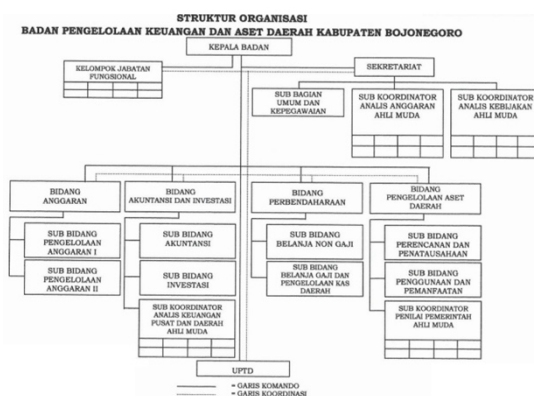 STRUKTUR ORGANISASI
BADAN PENGELOLAAN KEUANGAN DAN ASET DAERAH KABUPATEN BOJONEGORO
KEPALA BADAN
KELOMPOK JABATAN
FUNGSIONAL
SEKRETARIAT
SUB BAGIAN
UMUM DAN
KEPEGAWAIAN
SUB KOORDINATOR
ANALIS ANGGARAN
AHLI MUDA
SUB KOORDINATOR
ANALIS KEBIJAKAN
AHLI MUDA
BIDANG
ANGGARAN
SUB BIDANG
PENGELOLAAN
ANGGARAN I
SUB BIDANG
PENGELOLAAN
ANGGARAN II
BIDANG
AKUNTANSI DAN INVESTASI
SUB BIDANG
AKUNTANSI
SUB BIDANG
INVESTASI
SUB KOORDINATOR
ANALIS KEUANGAN
PUSAT DAN DAERAH
AHLI MUDA
BIDANG
PERBENDAHARAAN
SUB BIDANG
BELANJA NON GAJI
SUB BIDANG
BELANJA GAJI DAN
PENGELOLAAN KAS
DAERAH
BIDANG
PENGELOLAAN ASET
DAERAH
SUB BIDANG
PERENCANAN DAN
PENATAUSAHAAN
SUB BIDANG
PENGGUNAAN DAN
PEMANFAATAN
SUB KOORDINATOR
PENILAI PEMERINTAH
AHLI MUDA
UPTD
= GARIS KOMANDO
= GARIS KOORDINASI